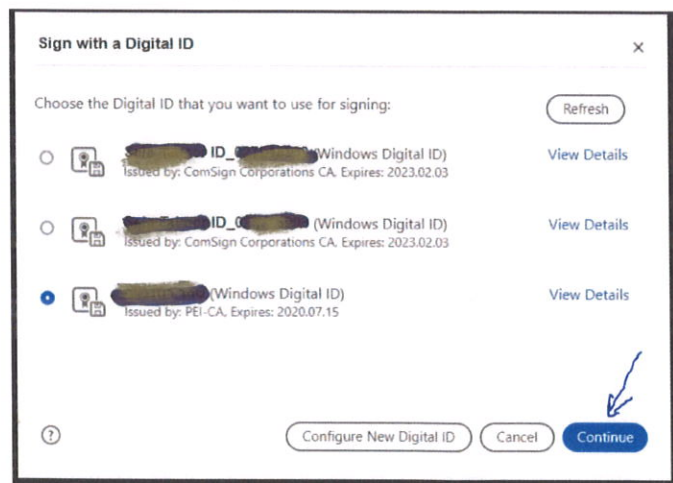 Sign with a Digital ID
Choose the Digital ID that you want to use for signing:
Refresh
ID_ (Windows Digital ID)
View Details
Issued by: ComSign Corporations CA, Expires: 2023.02.03
ID_ (Windows Digital ID)
View Details
Issued by: ComSign Corporations CA, Expires: 2023.02.03
(Windows Digital ID)
View Details
Issued by: PEI-CA, Expires: 2020.07.15
Configure New Digital ID
Cancel
Continue